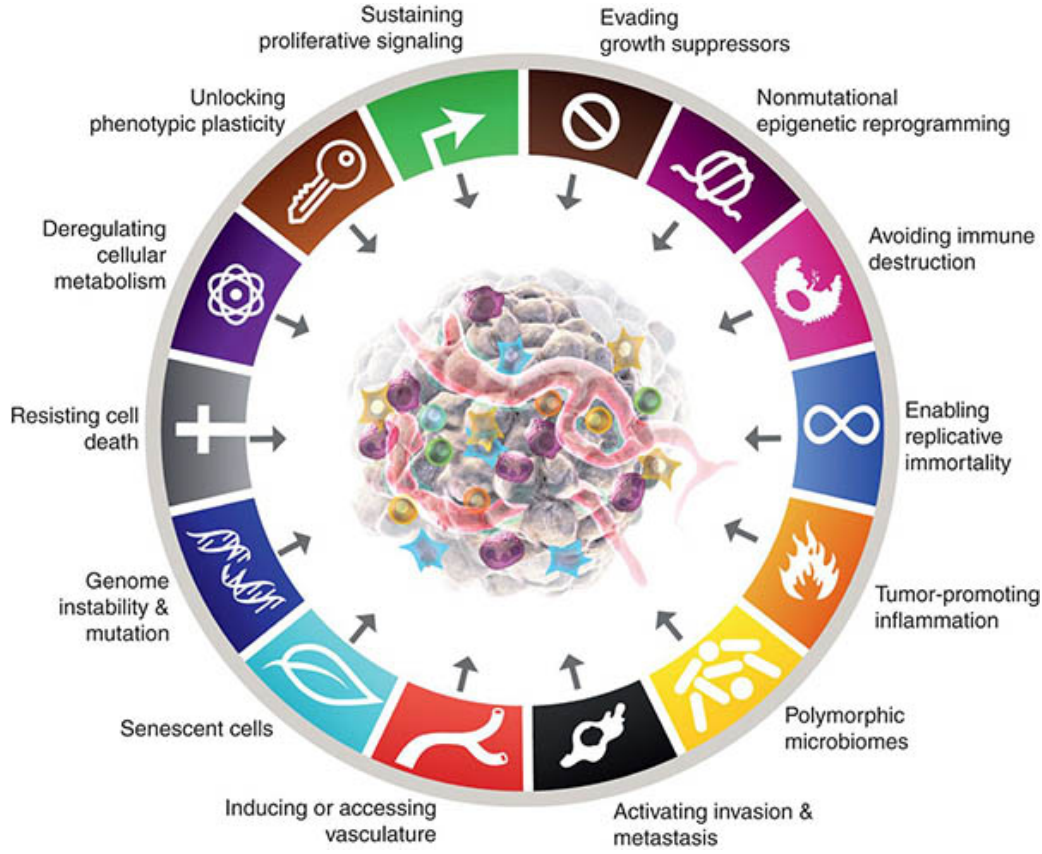 Sustaining
proliferative signaling
Evading
growth suppressors
Nonmutational
epigenetic reprogramming
Avoiding immune
destruction
Enabling
replicative
immortality
Tumor-promoting
inflammation
Polymorphic
microbiomes
Activating invasion &
metastasis
Inducing or accessing
vasculature
Senescent cells
Genome
instability &
mutation
Resisting cell
death
Deregulating
cellular
metabolism
Unlocking
phenotypic plasticity